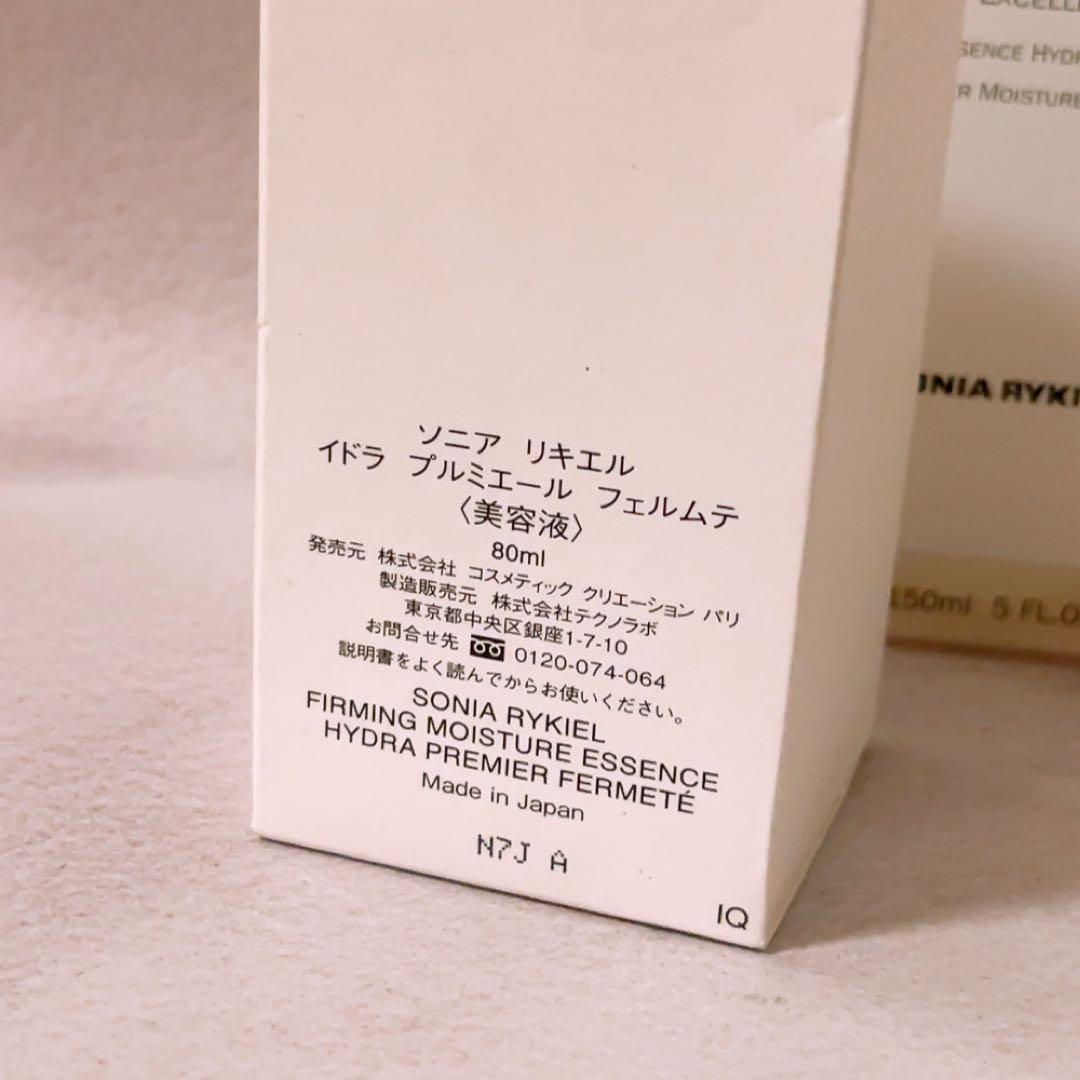 ソニア リキエル
イドラ プルミエール フェルムテ
〈美容液〉
80ml
発売元 株式会社 コスメティック クリエーション パリ
製造販売元 株式会社テクノラボ
東京都中央区銀座1-7-10
お問合せ先 0120-074-064
説明書をよく読んでからお使いください。
SONIA RYKIEL
FIRMING MOISTURE ESSENCE
HYDRA PREMIER FERMETÉ
Made in Japan
N7J A
IQ
MOISTURE
150ml 5 FL.O